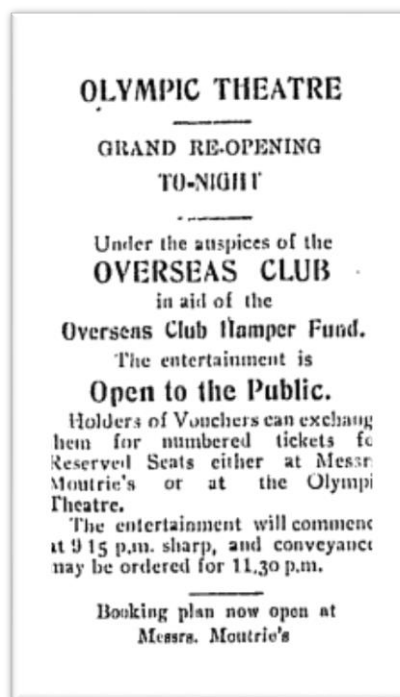 OLYMPIC THEATRE
GRAND RE-OPENING
TO-NIGHT
Under the auspices of the
OVERSEAS CLUB
in aid of the
Overseas Club Hamper Fund.
The entertainment is
Open to the Public.
Holders of Vouchers can exchang
hem for numbered tickets fo
Reserved Seats either at Messr
Moutrie's or at the Olympi
Theatre.
The entertainment will commenc
at 9 15 p.m. sharp, and conveyance
may be ordered for 11.30 p.m.
Booking plan now open at
Messrs. Moutrie's